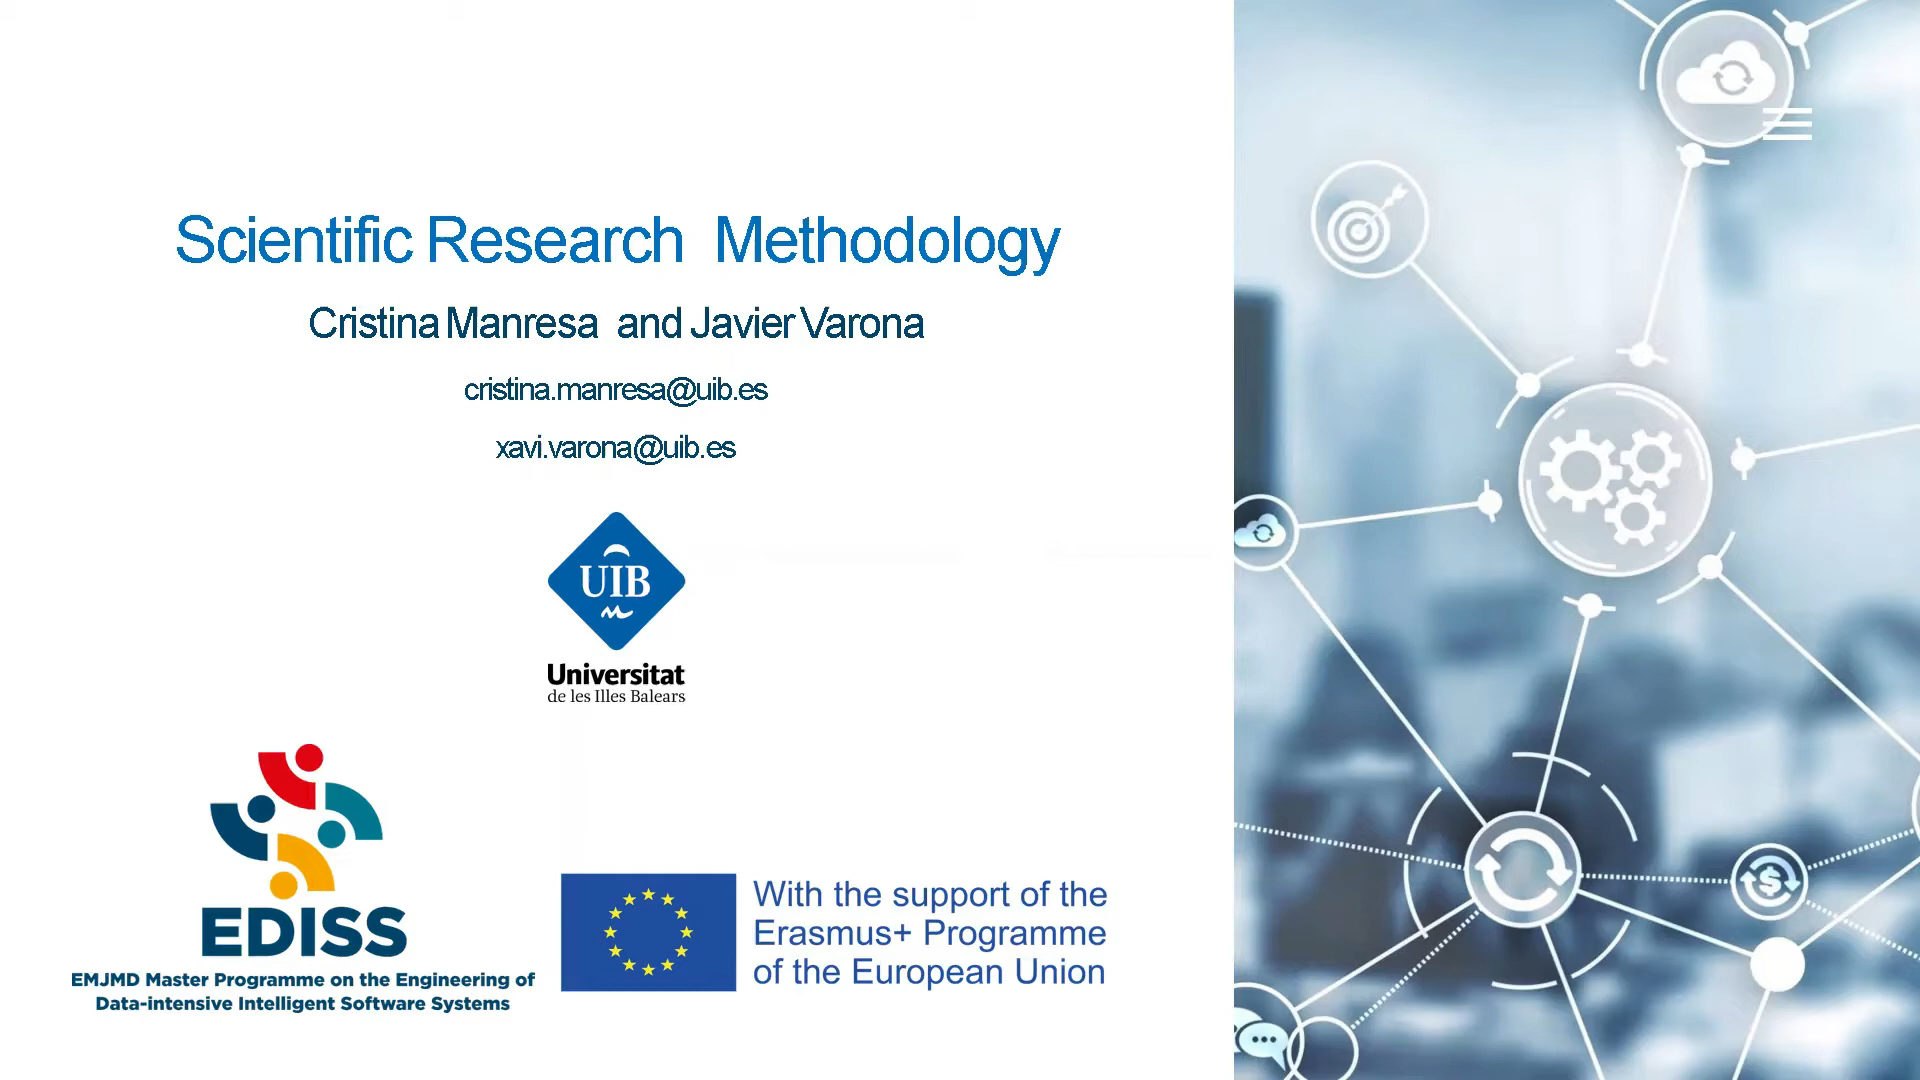 Scientific Research Methodology
Cristina Manresa and Javier Varona
cristina.manresa@uib.es
xavi.varona@uib.es
UIB
Universitat
de les Illes Balears
EDISS
EMJMD Master Programme on the Engineering of
Data-intensive Intelligent Software Systems
With the support of the
Erasmus+ Programme
of the European Union